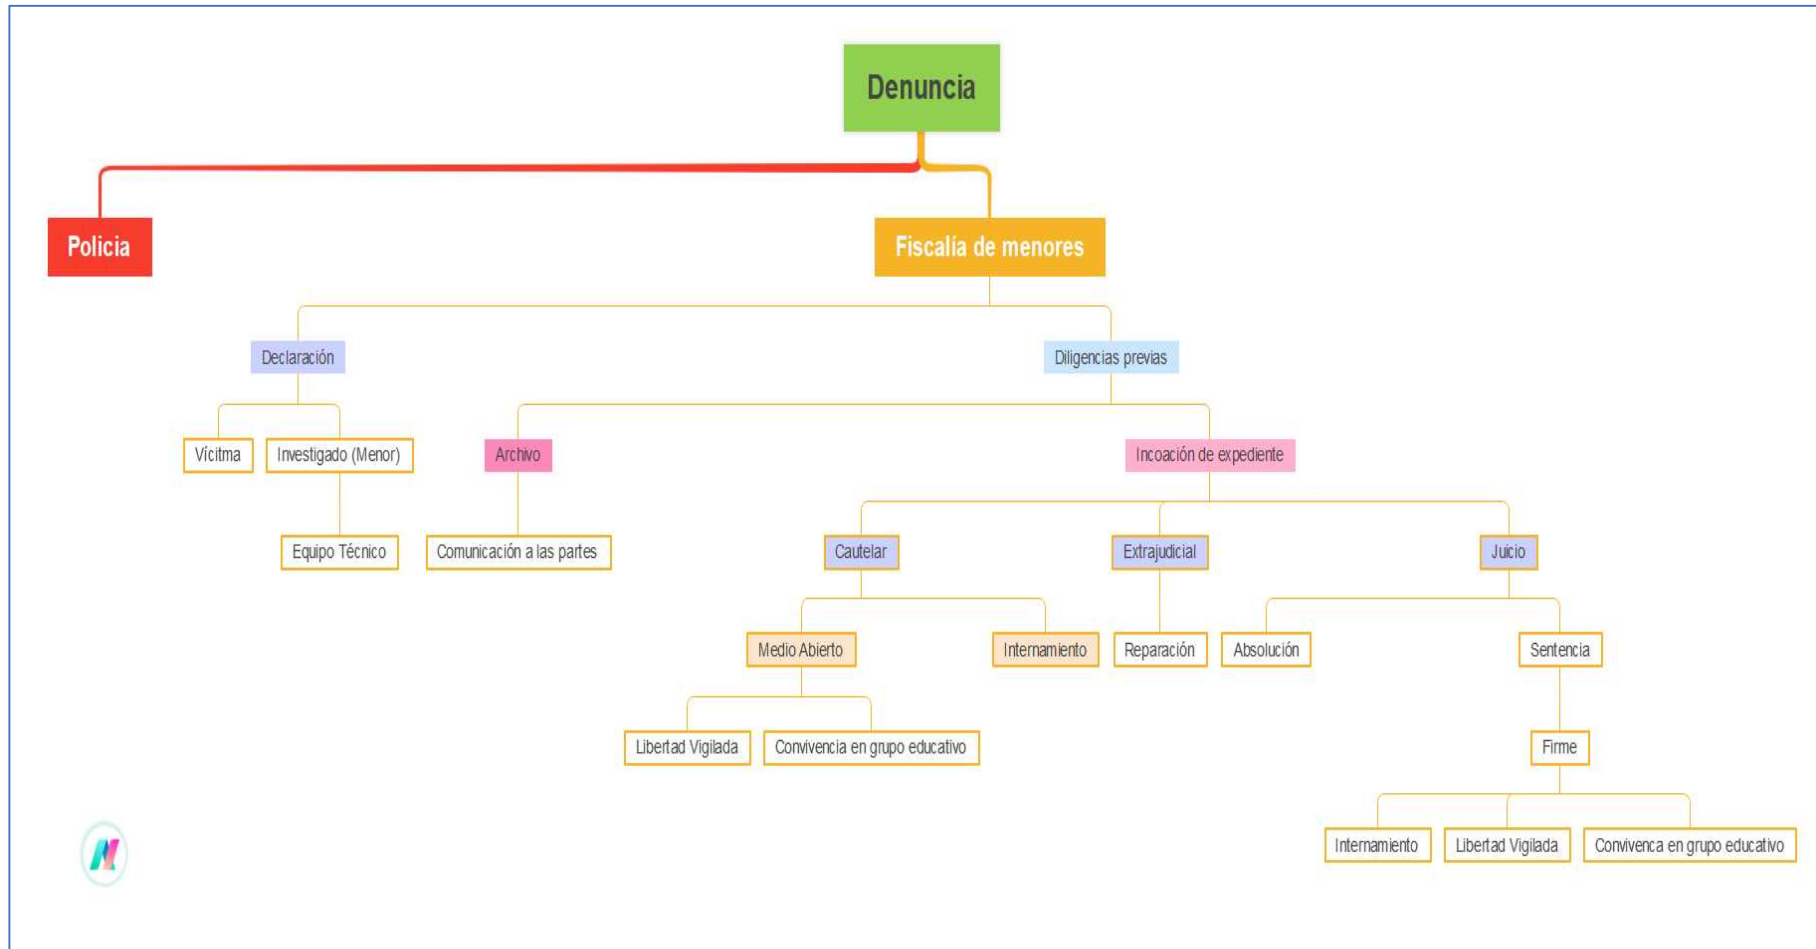 Denuncia
Policia
Fiscalía de menores
Declaración
Diligencias previas
Vícitma
Investigado (Menor)
Archivo
Incoación de expediente
Equipo Técnico
Comunicación a las partes
Cautelar
Extrajudicial
Juicio
Medio Abierto
Internamiento
Reparación
Absolución
Sentencia
Libertad Vigilada
Convivencia en grupo educativo
Firme
Internamiento
Libertad Vigilada
Convivenca en grupo educativo